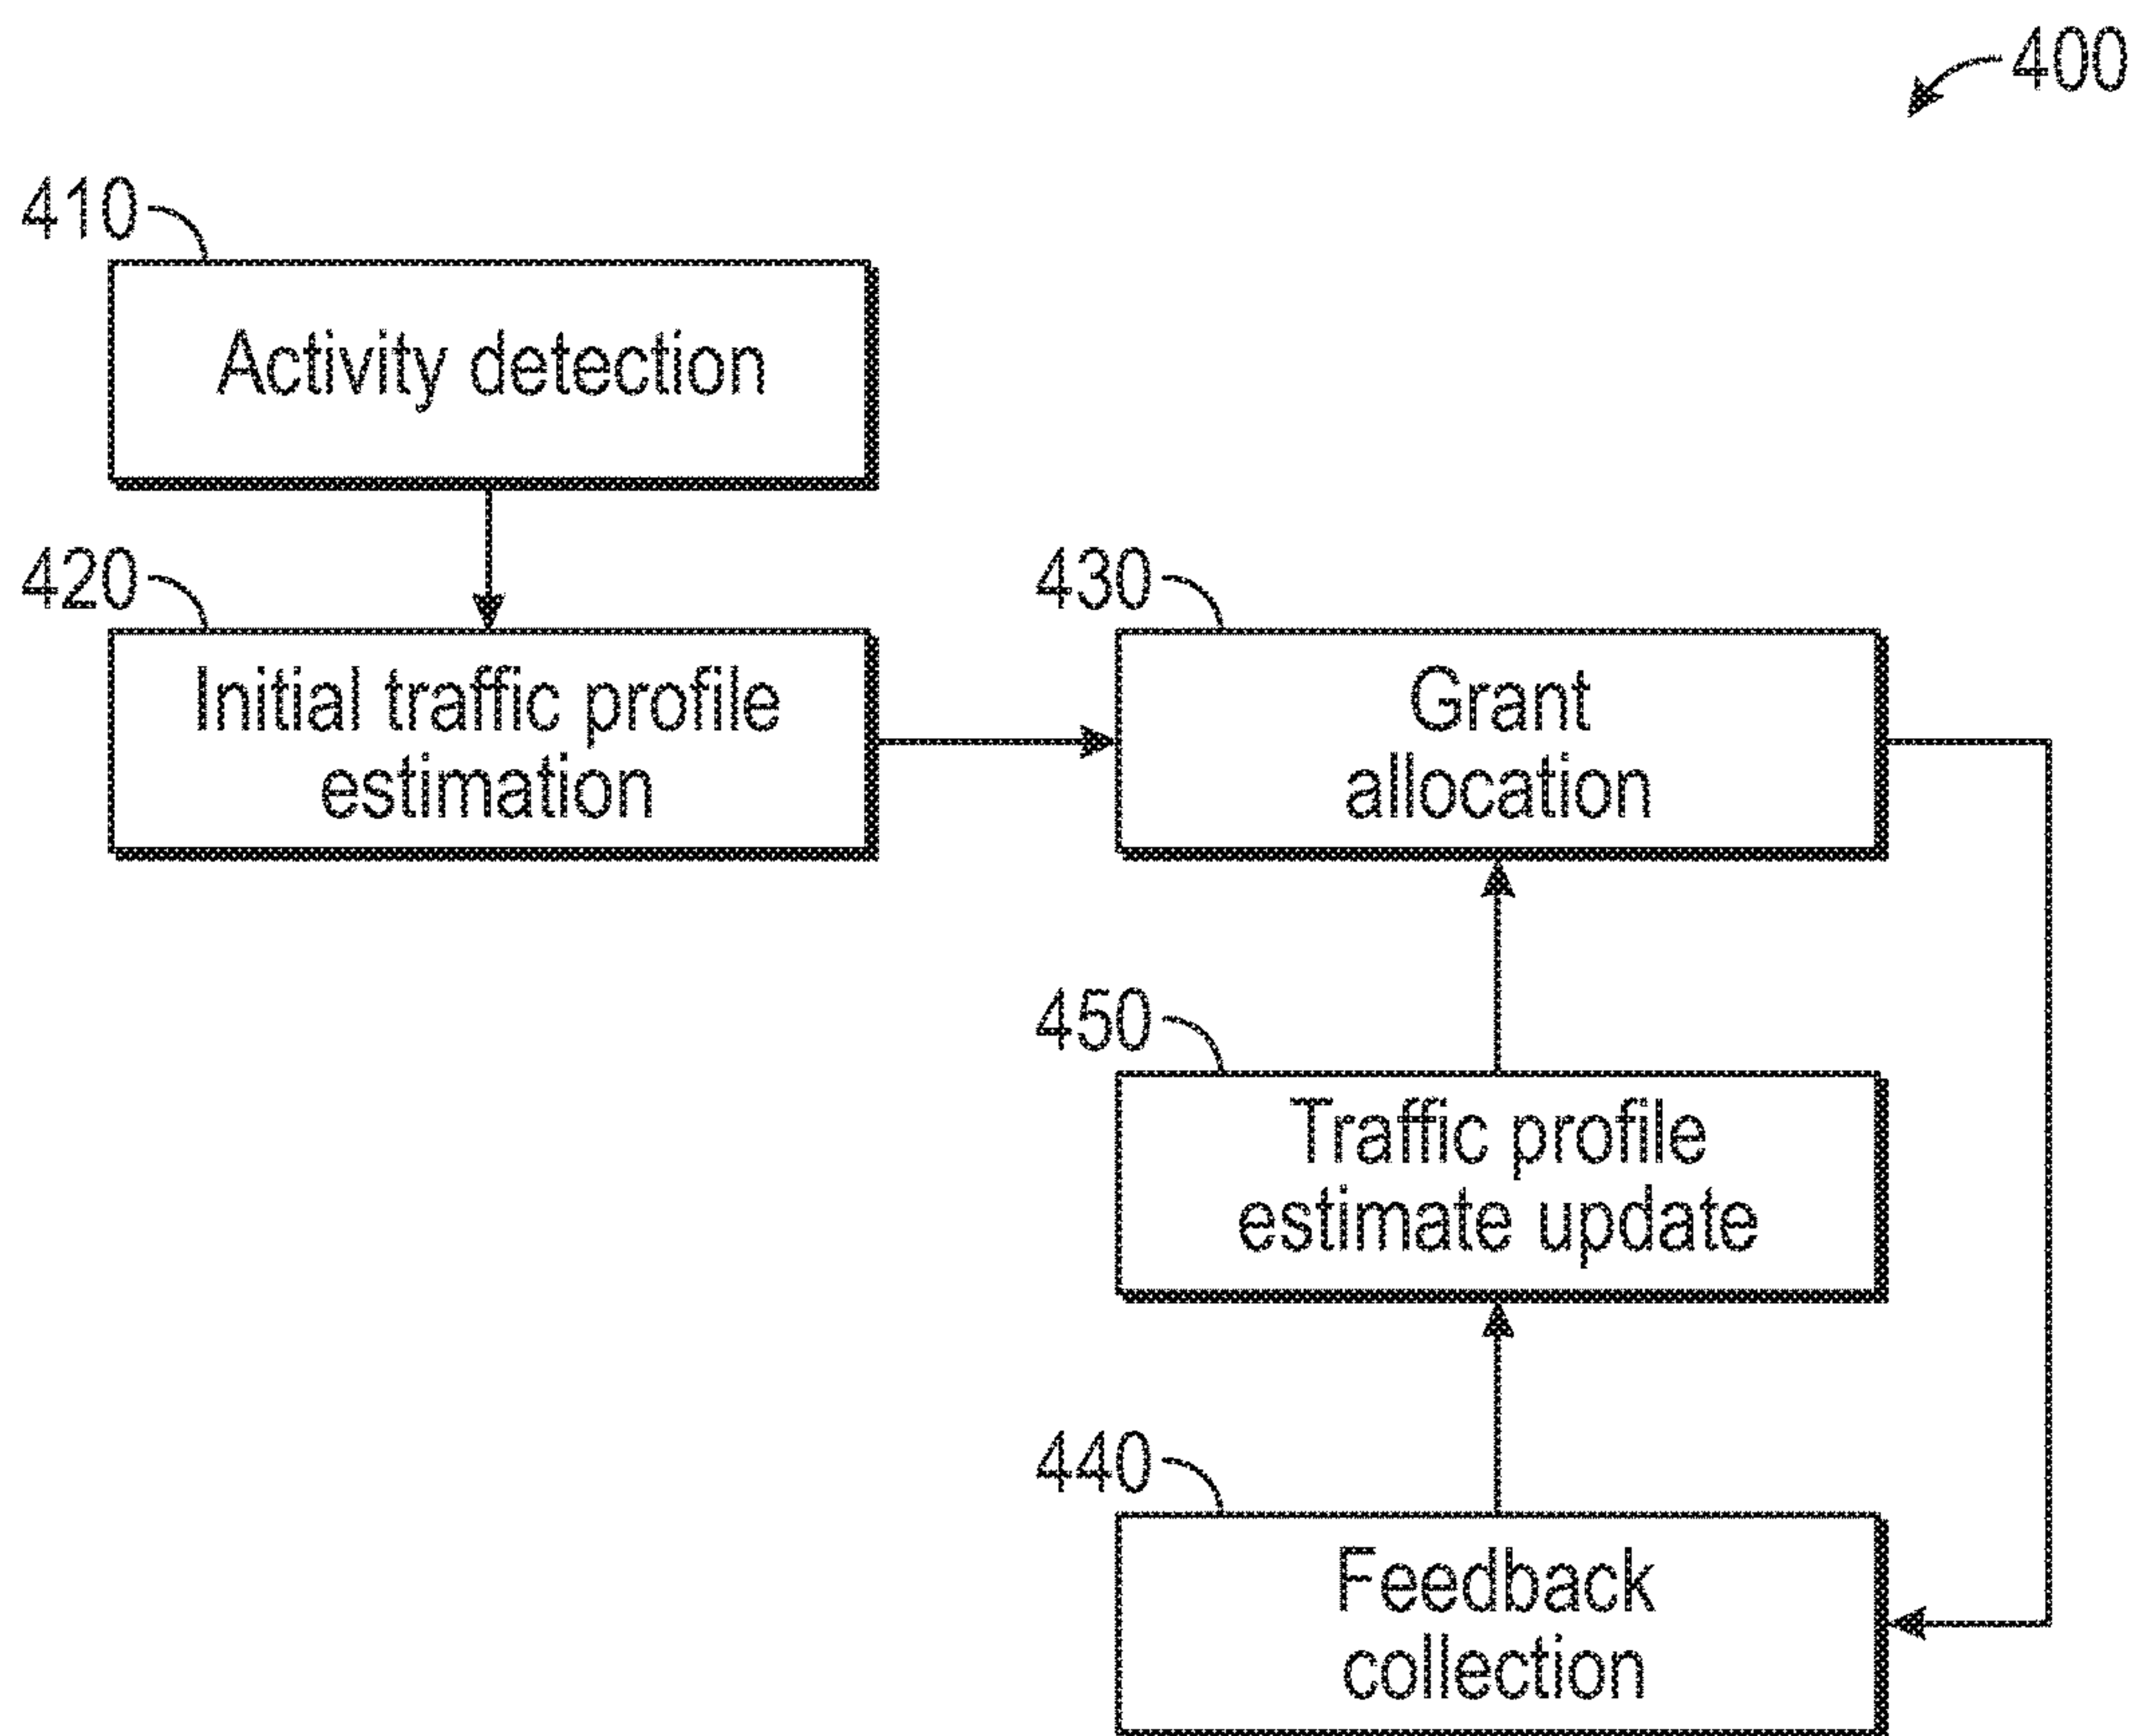 400
410
Activity detection
420
Initial traffic profile
estimation
430
Grant
allocation
450
Traffic profile
estimate update
440
Feedback
collection